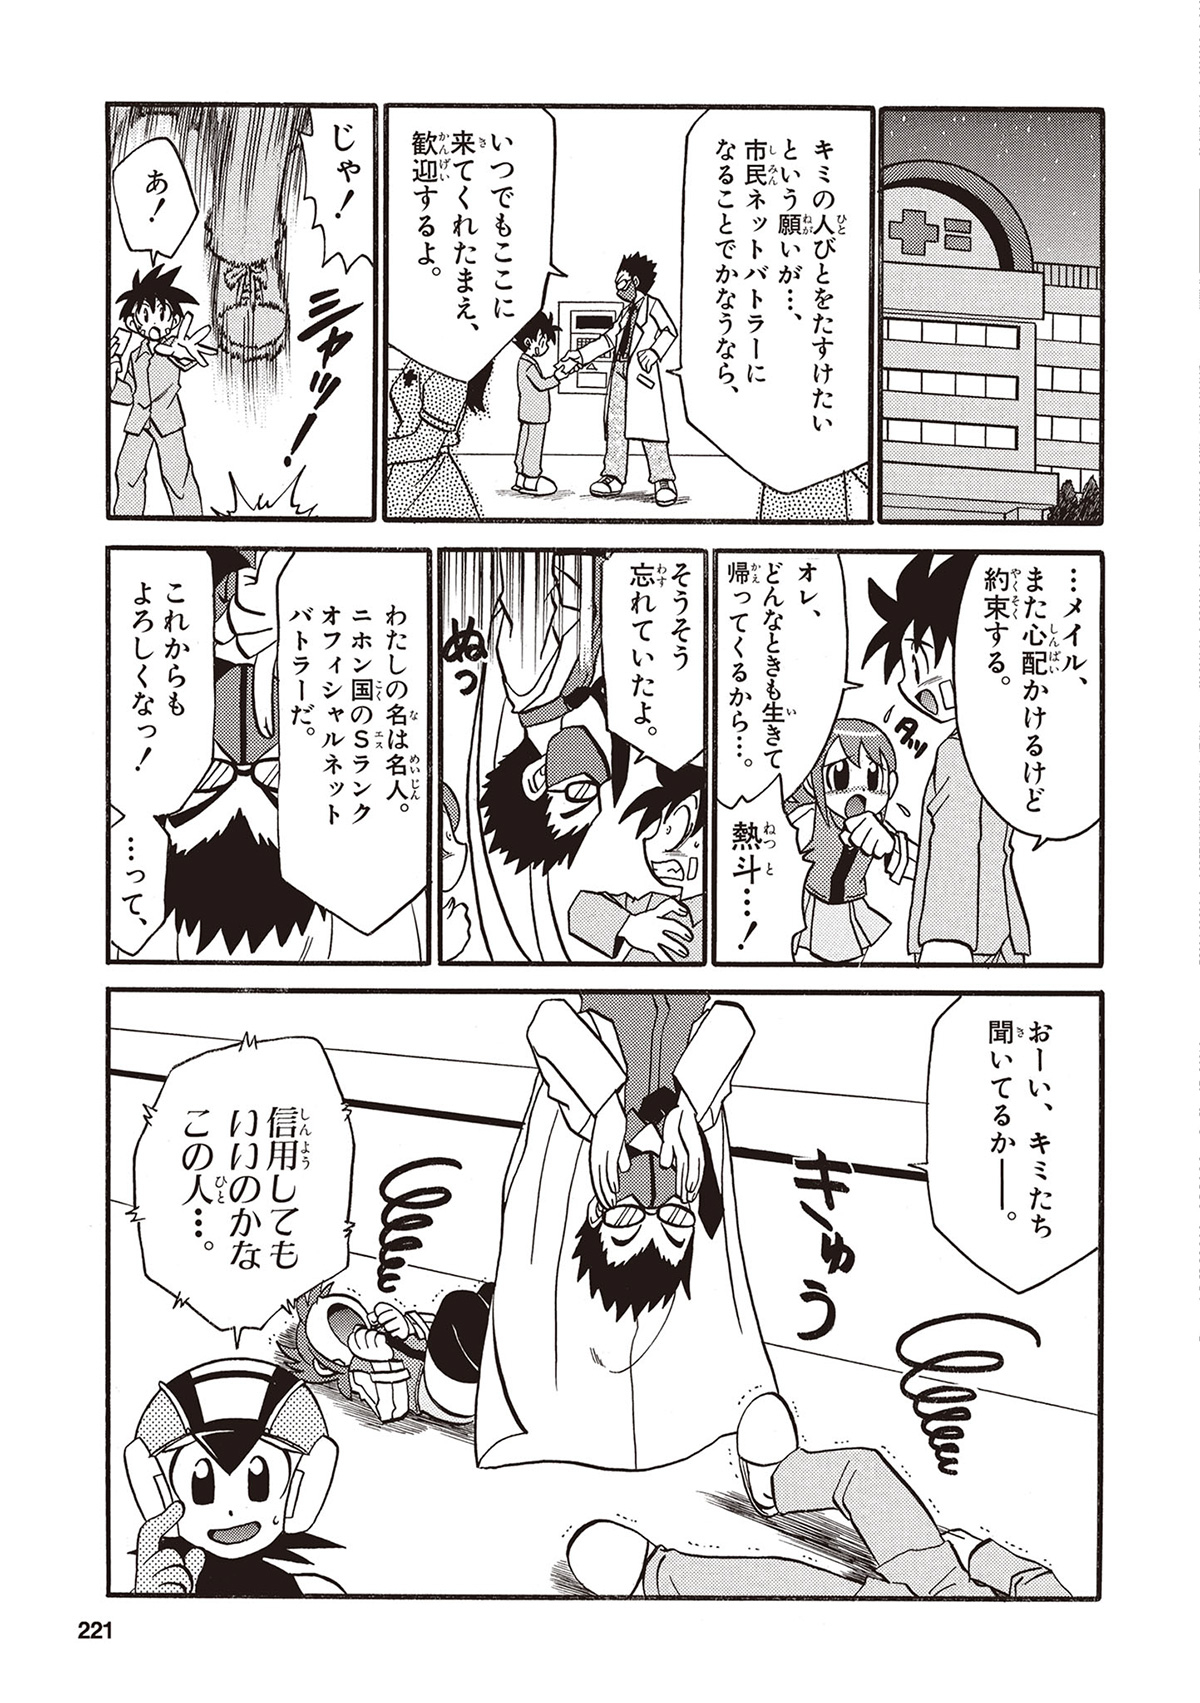 キミの人びとをたすけたい
という願いが…、
市民ネットバトラーに
なることでかなうなら、
いつでもここに
来てくれたまえ、
歓迎するよ。
じゃ！
シャッ！
あ！
…メイル、
また心配かけるけど
約束する。
オレ、
どんなときも生きて
帰ってくるから…。
ダッ
熱斗…！
そうそう
忘れていたよ。
ぬっ
わたしの名は名人。
ニホン国のSランク
オフィシャルネット
バトラーだ。
これからも
よろしくなっ！
…って、
おーい、キミたち
聞いてるかー。
きゅう
信用しても
いいのかな
この人…。
221